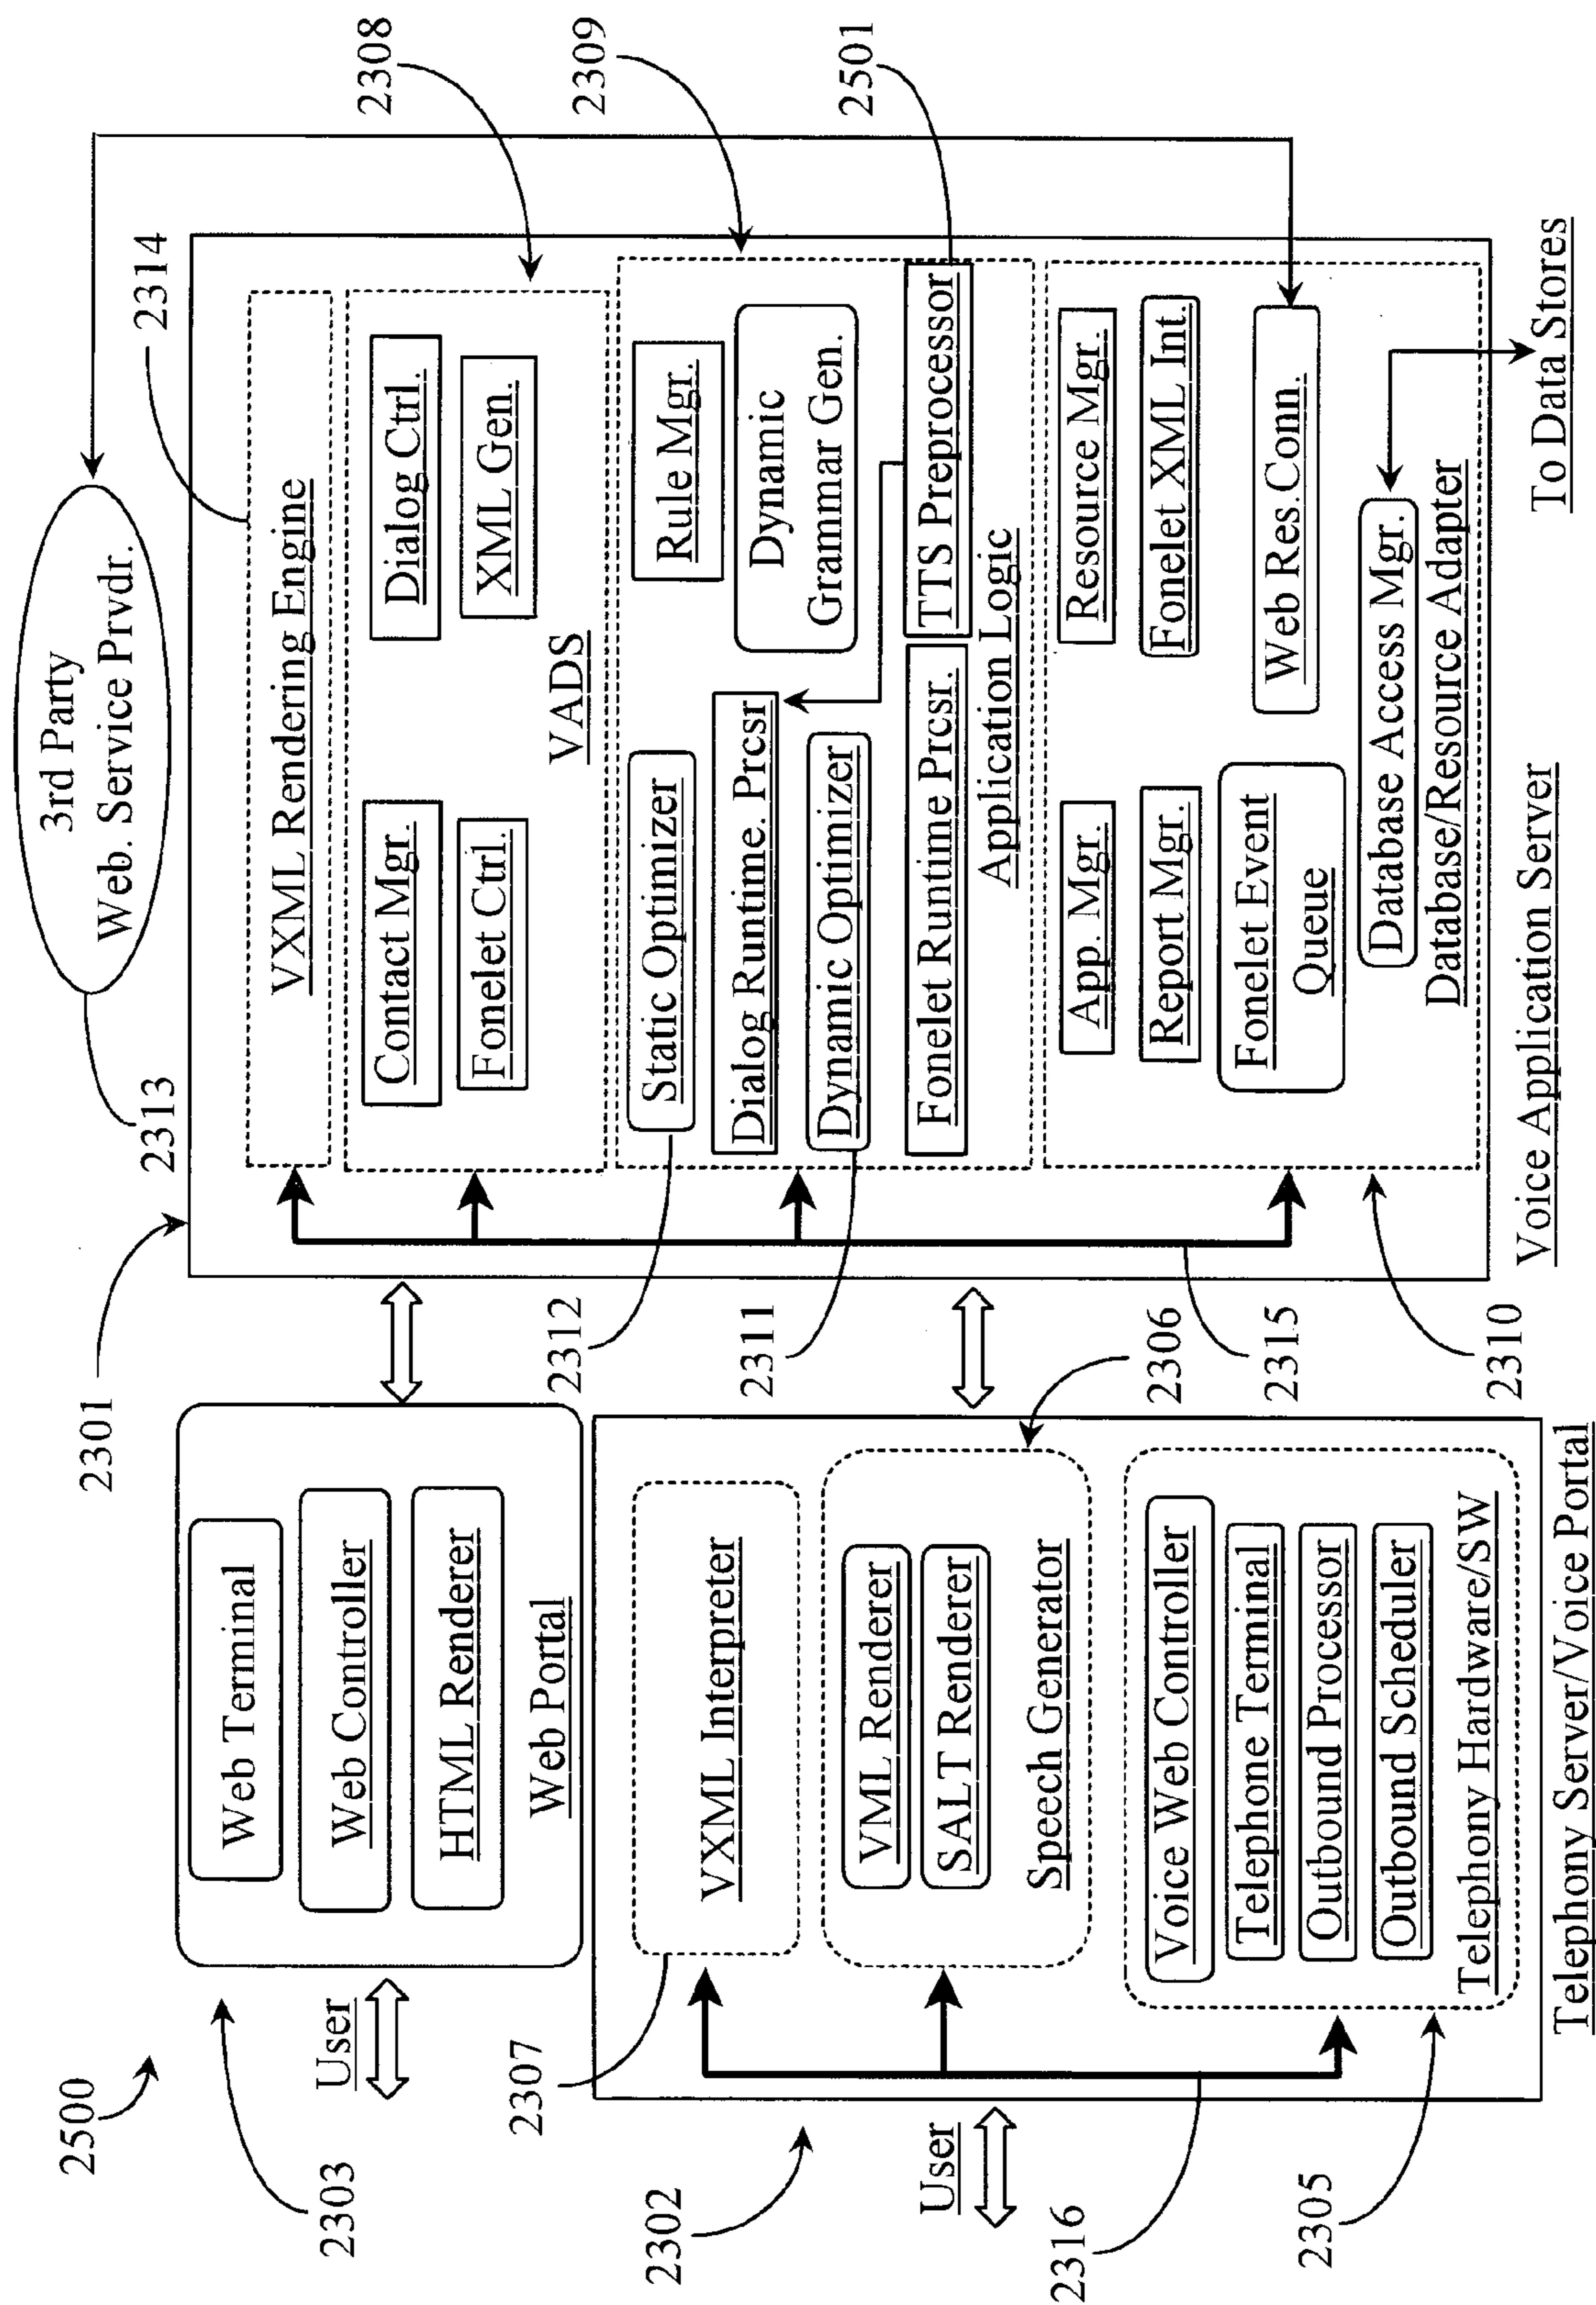 2500
2303
User
Web Terminal
Web Controller
HTML Renderer
Web Portal
2302
User
2307
VXML Interpreter
VML Renderer
SALT Renderer
Speech Generator
2306
Voice Web Controller
Telephone Terminal
Outbound Processor
Outbound Scheduler
Telephony Hardware/SW
2316
2305
Telephony Server/Voice Portal
2301
2313
3rd Party
Web. Service Prvdr.
2314
VXML Rendering Engine
2308
Contact Mgr.
Dialog Ctrl.
Fonelet Ctrl.
XML Gen.
VADS
2312
2309
Static Optimizer
Rule Mgr.
Dialog Runtime. Prcsr
Dynamic
Grammar Gen.
2311
Dynamic Optimizer
2501
Fonelet Runtime Prcsr.
TTS Preprocessor
Application Logic
App. Mgr.
Resource Mgr.
Report Mgr.
Fonelet XML Int.
Fonelet Event
Queue
Web Res.Conn.
Database Access Mgr.
Database/Resource Adapter
2315
2310
Voice Application Server
To Data Stores